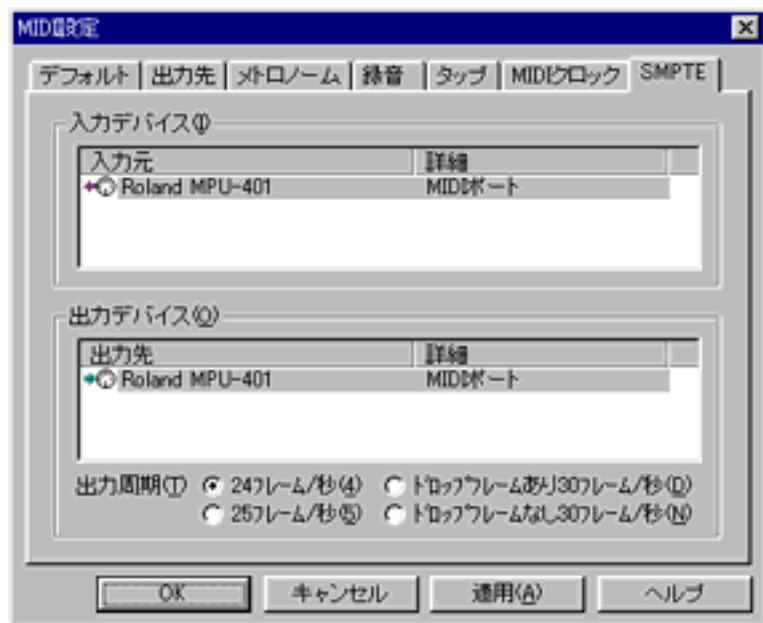 MIDI設定
デフォルト 出力先 メトロノーム 録音 タップ MIDIクロック SMPTE
入力デバイス(I)
入力元 詳細
Roland MPU-401 MIDIポート
出力デバイス(O)
出力先 詳細
Roland MPU-401 MIDIポート
出力周期(T) 24フレーム/秒(4) ドロップフレームあり30フレーム/秒(D)
25フレーム/秒(5) ドロップフレームなし30フレーム/秒(N)
OK キャンセル 適用(A) ヘルプ